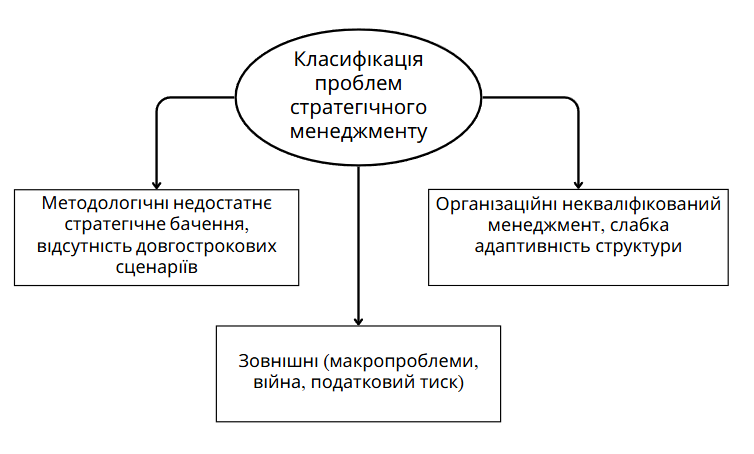 Класифікація
проблем
стратегічного
менеджменту
Методологічні недостатнє
стратегічне бачення,
відсутність довгострокових
сценаріїв
Організаційні некваліфікований
менеджмент, слабка
адаптивність структури
Зовнішні (макропроблеми,
війна, податковий тиск)